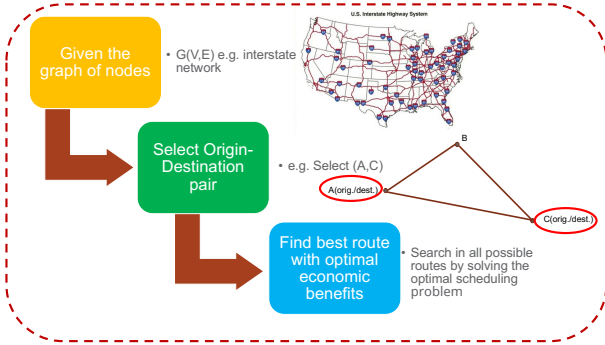 U.S. Interstate Highway System
Given the
graph of nodes
• G(V,E) e.g. interstate
network
Select Origin-
Destination
pair
• e.g. Select (A,C)
B
A(orig./dest.)
C(orig./dest.)
Find best route
with optimal
economic
benefits
• Search in all possible
routes by solving the
optimal scheduling
problem